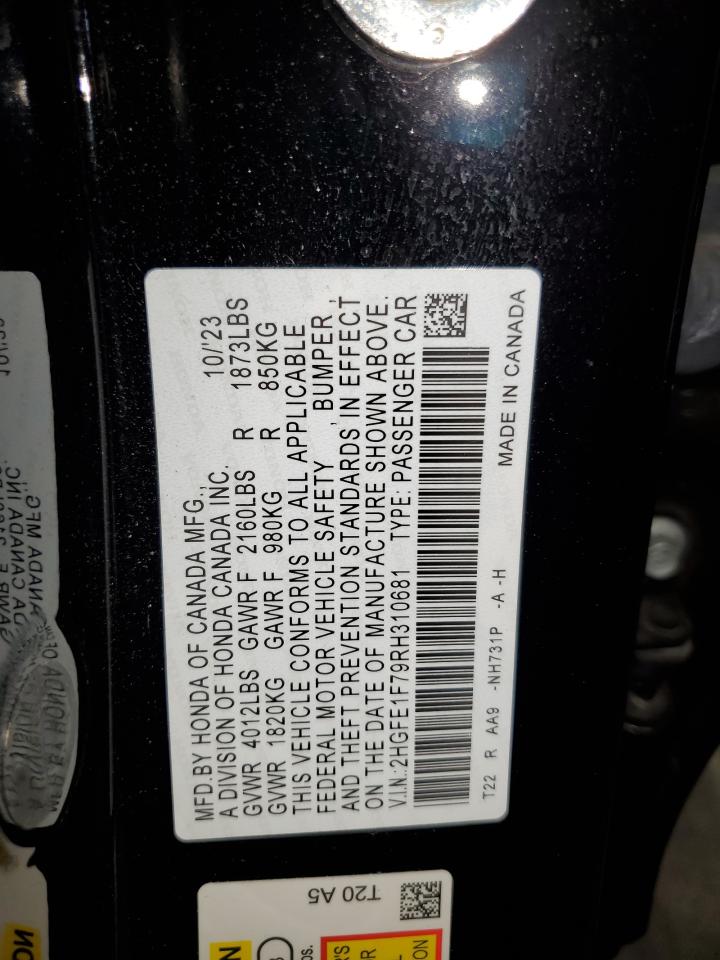 MFD.BY HONDA OF CANADA MFG., 10/'23
A DIVISION OF HONDA CANADA INC.
GVWR 4012LBS GAWR F 2160LBS R 1873LBS
GVWR 1820KG GAWR F 980KG R 850KG
THIS VEHICLE CONFORMS TO ALL APPLICABLE
FEDERAL MOTOR VEHICLE SAFETY , BUMPER ,
AND THEFT PREVENTION STANDARDS IN EFFECT
ON THE DATE OF MANUFACTURE SHOWN ABOVE.
V.I.N.:2HGFE1F79RH310681 TYPE: PASSENGER CAR
T22 R AA9 -NH731P -A -H MADE IN CANADA
T20 A5